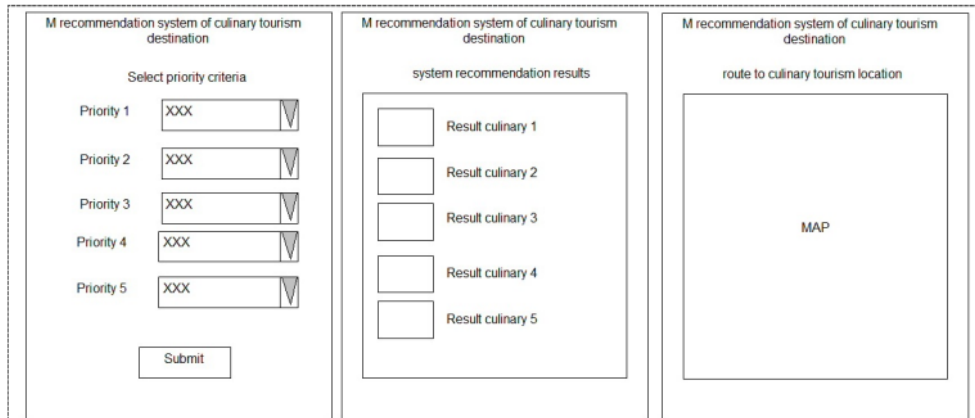 M recommendation system of culinary tourism
destination
Select priority criteria
Priority 1 XXX
Priority 2 XXX
Priority 3 XXX
Priority 4 XXX
Priority 5 XXX
Submit
M recommendation system of culinary tourism
destination
system recommendation results
Result culinary 1
Result culinary 2
Result culinary 3
Result culinary 4
Result culinary 5
M recommendation system of culinary tourism
destination
route to culinary tourism location
MAP